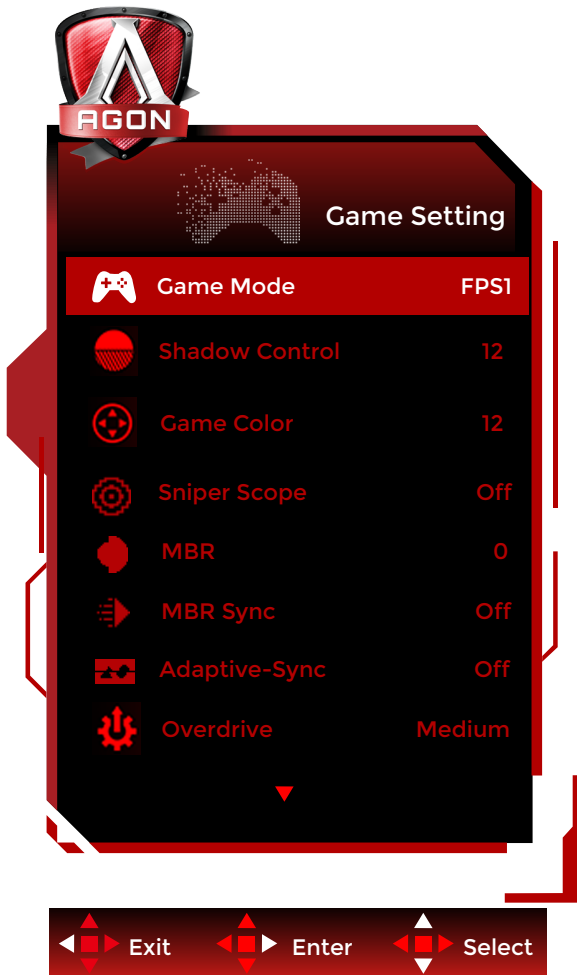 AGON
Game Setting
Game Mode FPS1
Shadow Control 12
Game Color 12
Sniper Scope Off
MBR 0
MBR Sync Off
Adaptive-Sync Off
Overdrive Medium
Exit Enter Select